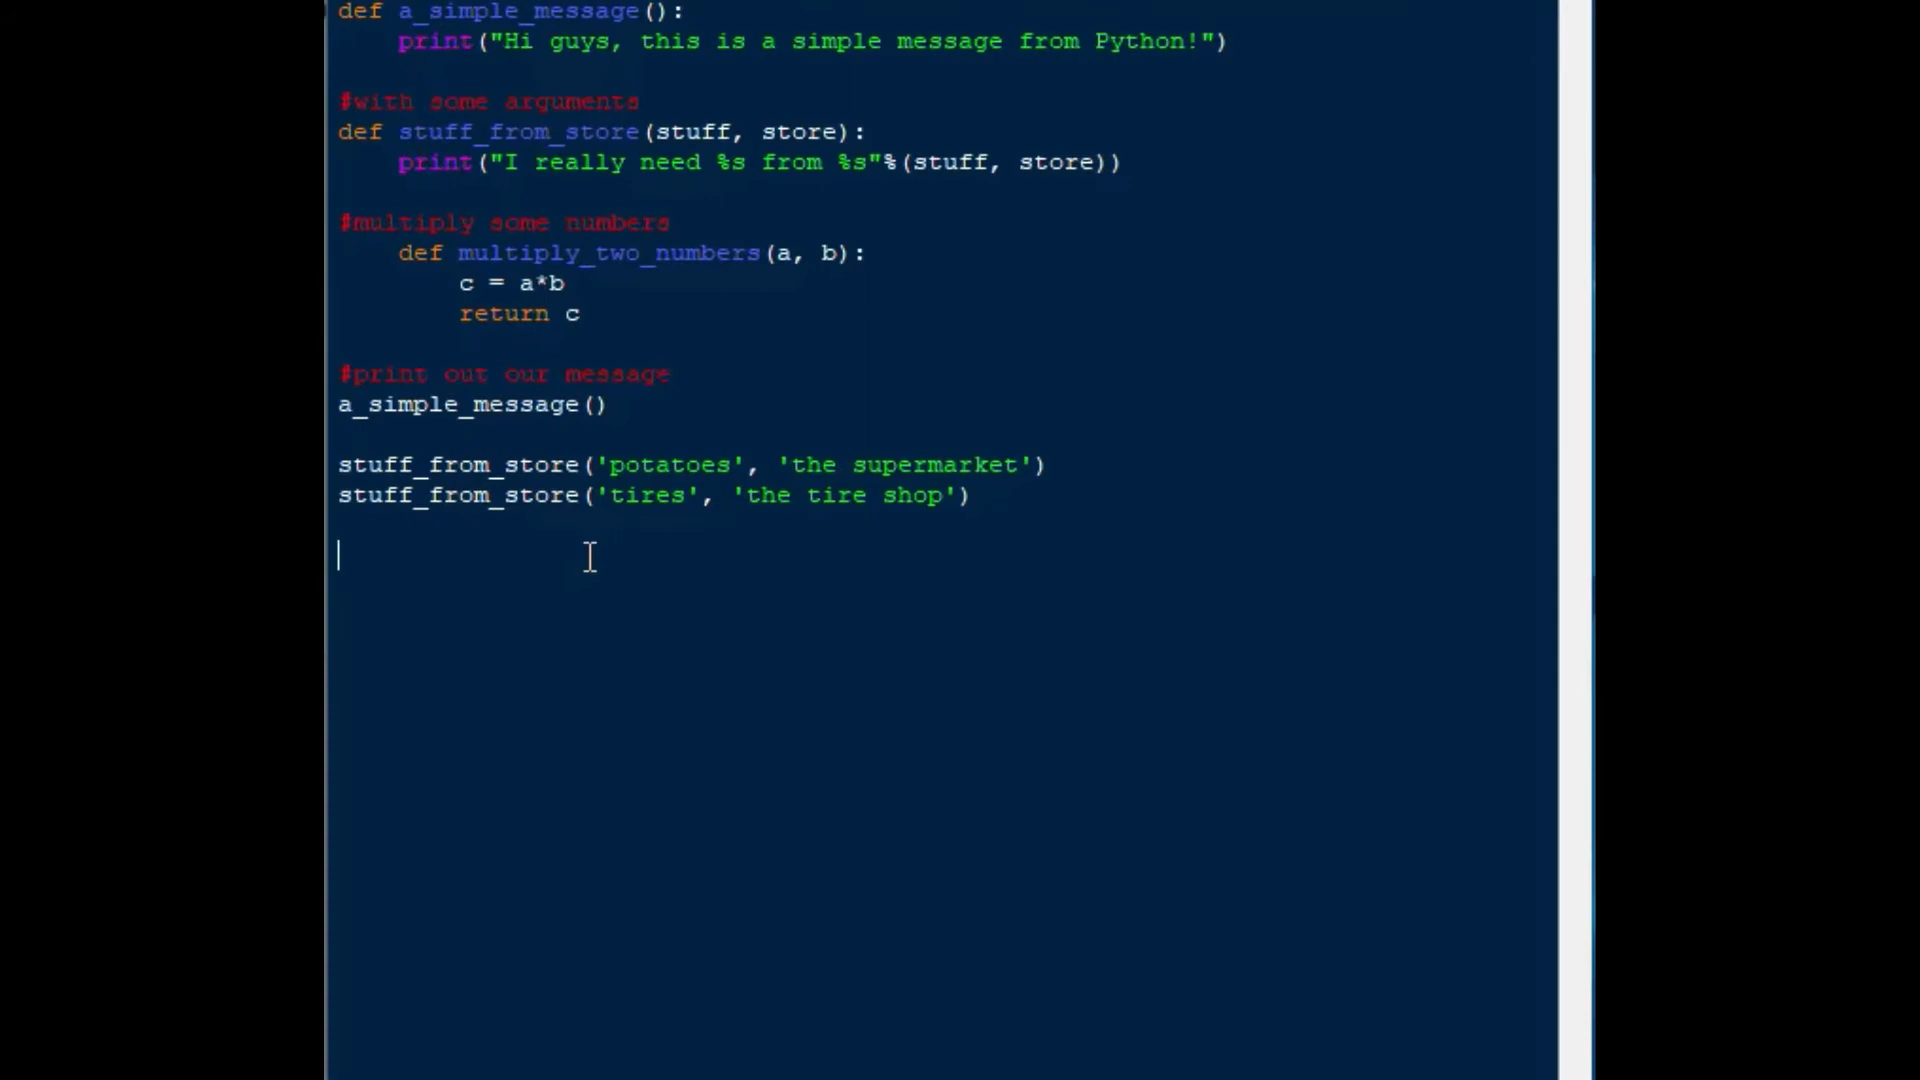 def a_simple_message():
    print("Hi guys, this is a simple message from Python!")
#with some arguments
def stuff_from_store(stuff, store):
    print("I really need %s from %s"%(stuff, store))
#multiply some numbers
    def multiply_two_numbers(a, b):
        c = a*b
        return c
#print out our message
a_simple_message()
stuff_from_store('potatoes', 'the supermarket')
stuff_from_store('tires', 'the tire shop')